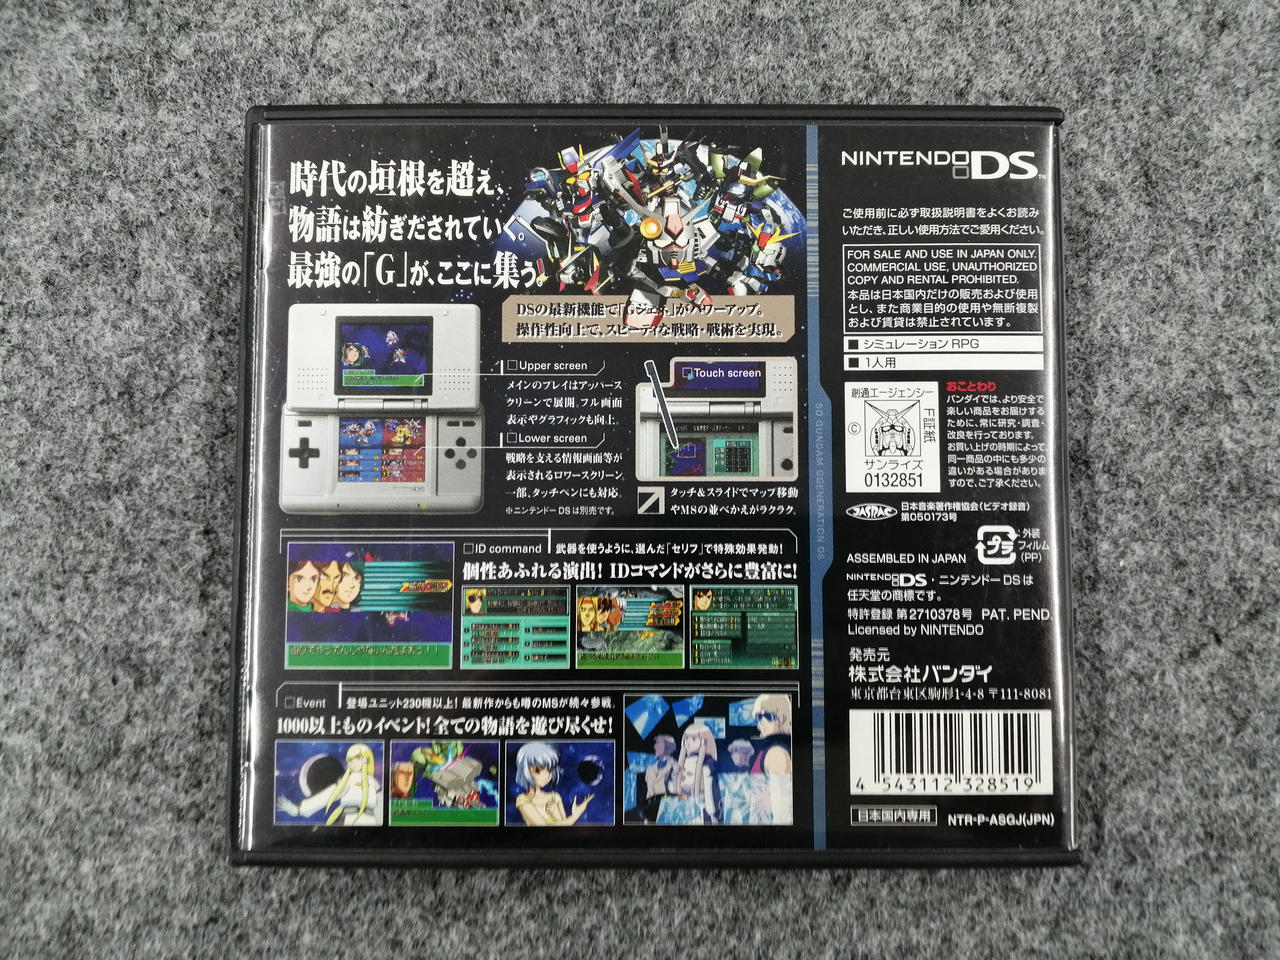 時代の垣根を超え、
物語は紡ぎだされていく。
最強の「G」が、ここに集う。
DSの最新機能で「Gジェネ」がパワーアップ。
操作性向上で、スピーディな戦略・戦術を実現。
□Upper screen
メインのプレイはアッパース
クリーンで展開。フル画面
表示やグラフィックも向上。
□Lower screen
戦略を支える情報画面等が
表示されるロワースクリーン。
一部、タッチペンにも対応。
※ニンテンドーDSは別売です。
□Touch screen
タッチ&スライドでマップ移動
やMSの並べかえがラクラク。
□ID command
武器を使うように、選んだ「セリフ」で特殊効果発動!
個性あふれる演出! IDコマンドがさらに豊富に!
□Event
登場ユニット230機以上! 最新作からも噂のMSが続々参戦。
1000以上ものイベント! 全ての物語を遊び尽くせ!
SD GUNDAM GGENERATION DS
NINTENDO DS™
ご使用前に必ず取扱説明書をよくお読み
いただき、正しい使用方法でご愛用ください。
FOR SALE AND USE IN JAPAN ONLY.
COMMERCIAL USE, UNAUTHORIZED
COPY AND RENTAL PROHIBITED.
本品は日本国内だけの販売および使用
とし、また商業目的の使用や無断複製
および賃貸は禁止されています。
■ シミュレーションRPG
■ 1人用
創通エージェンシー
©
証紙
サンライズ
0132851
おことわり
バンダイでは、より安全で
楽しい商品をお届けする
ために、常に研究・調査・
改良を行っております。
お買い上げの時期によって、
同一商品の中にも多少の
違いがある場合がありま
すので、ご了承ください。
JASRAC
日本音楽著作権協会(ビデオ録音)
第050173号
プラ
外装
フィルム
(PP)
ASSEMBLED IN JAPAN
NINTENDO DS・ニンテンドーDSは
任天堂の商標です。
特許登録 第2710378号 PAT. PEND.
Licensed by NINTENDO
発売元
株式会社バンダイ
東京都台東区駒形1-4-8 〒111-8081
4 543112 328519
日本国内専用
NTR-P-ASGJ(JPN)